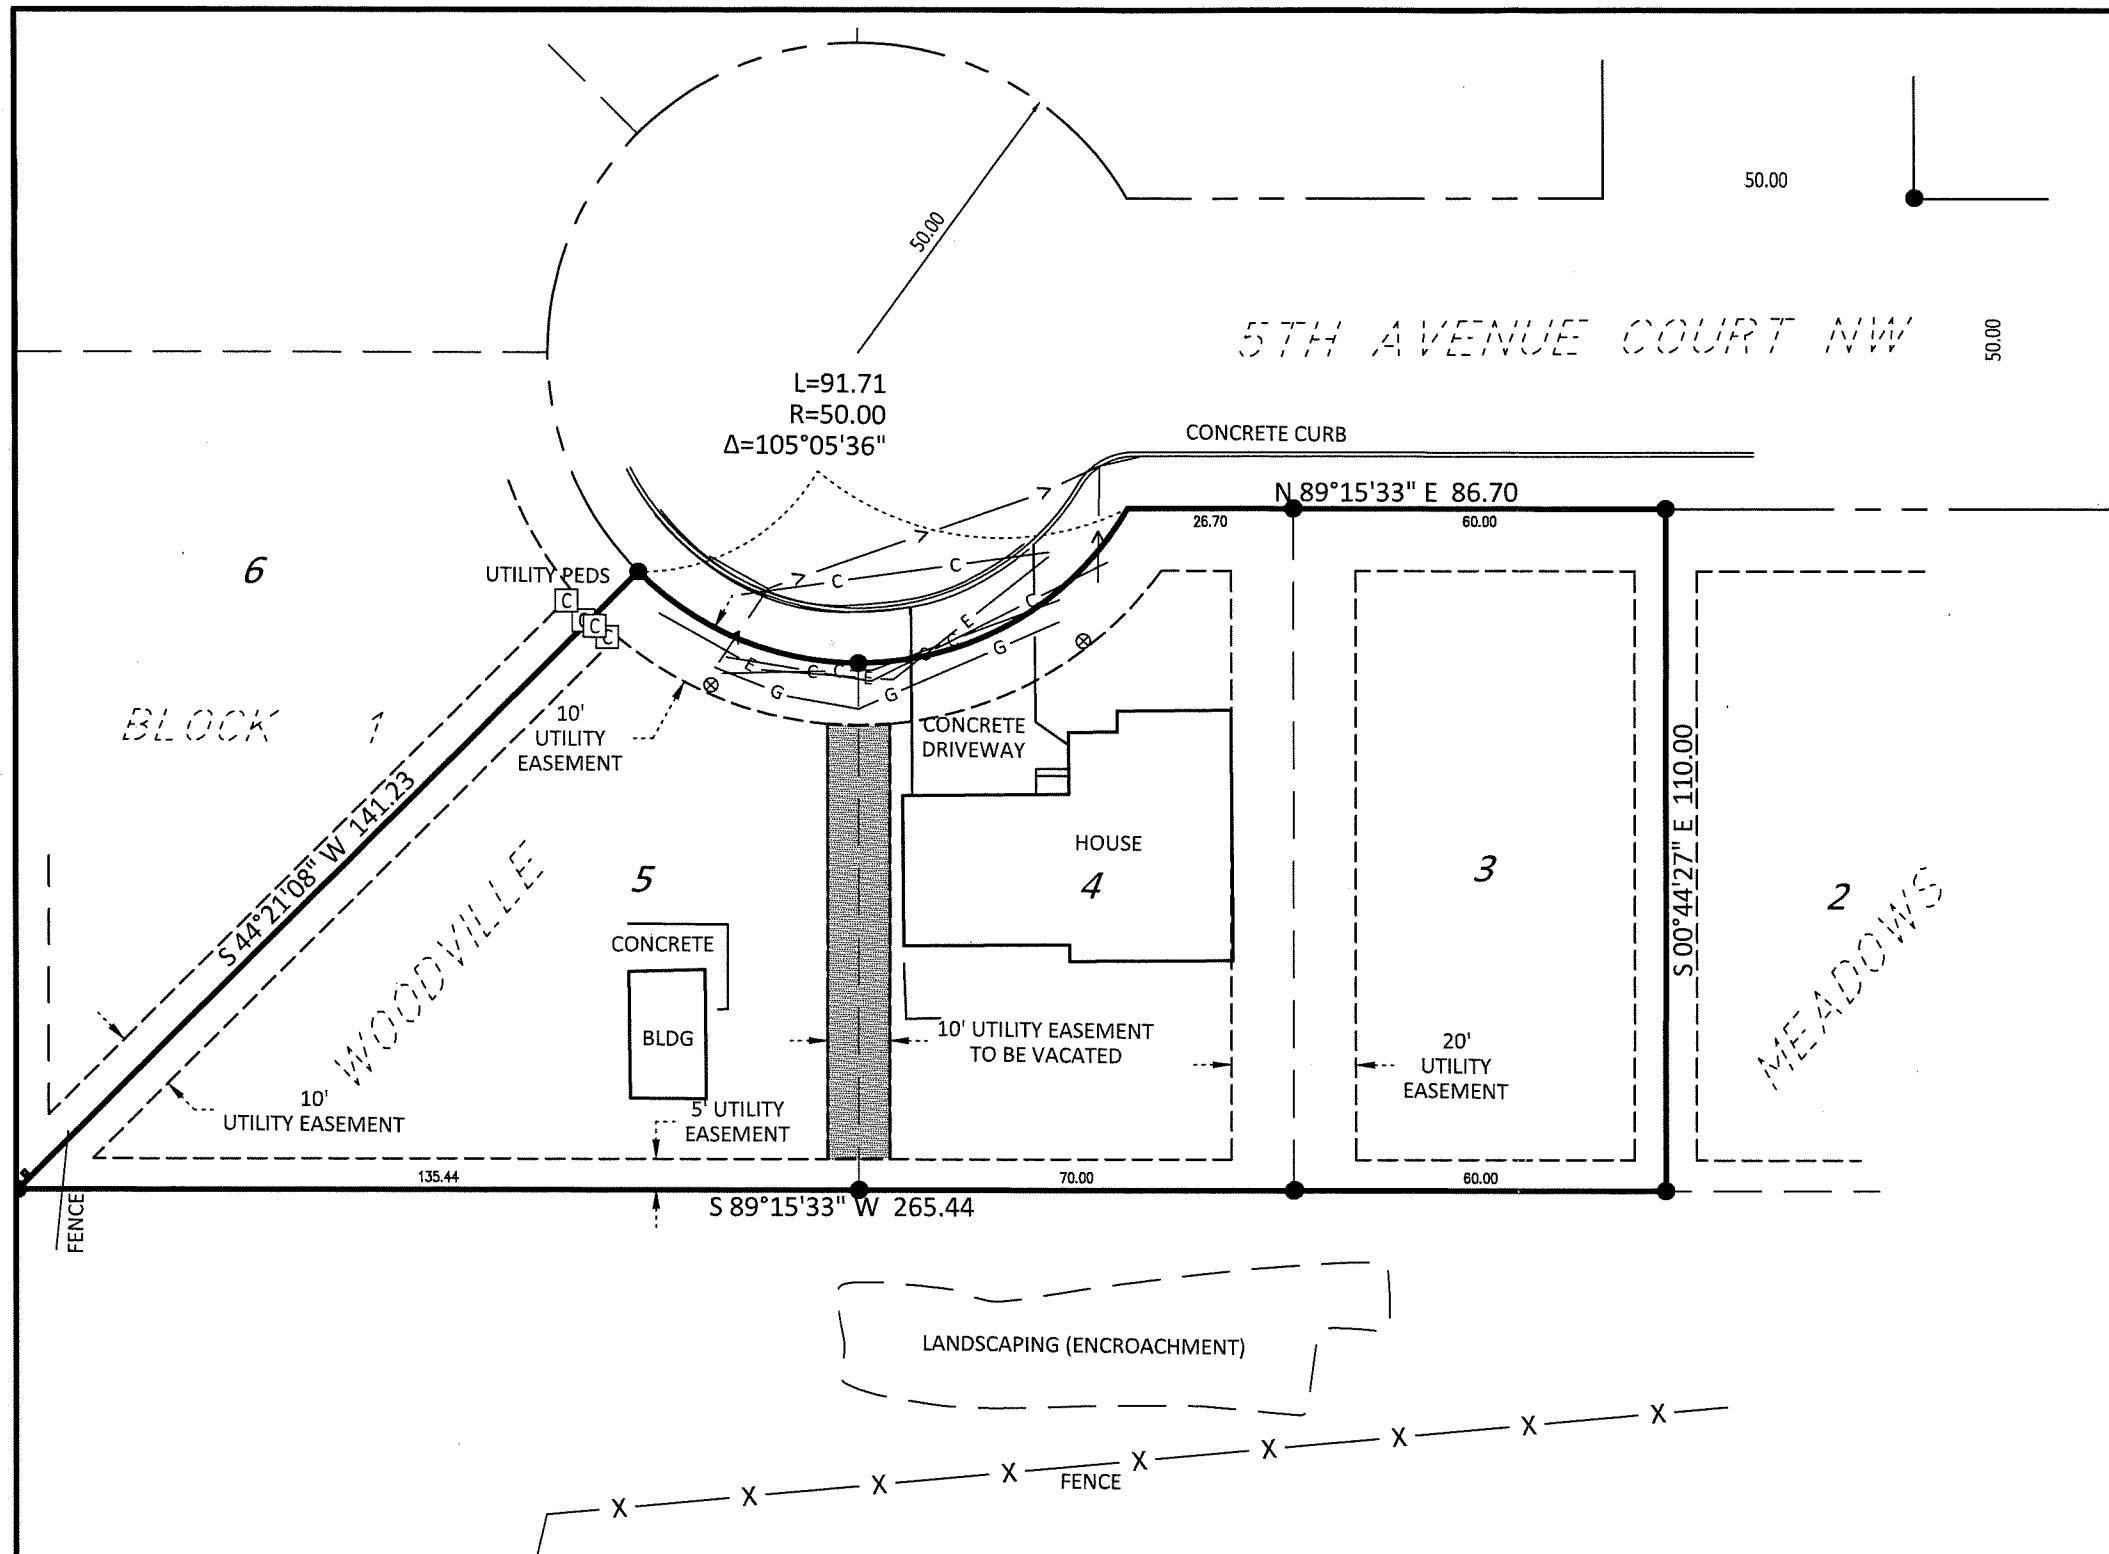 50.00
50.00
5TH AVENUE COURT NW
50.00
L=91.71
R=50.00
Δ=105°05'36"
CONCRETE CURB
N 89°15'33" E 86.70
26.70
60.00
6
UTILITY PEDS
C
C
C
C
C
C
C
E
C
G
E
C
C
E
G
G
BLOCK 1
10'
UTILITY
EASEMENT
CONCRETE
DRIVEWAY
S 44°21'08" W 141.23
S 00°44'27" E 110.00
HOUSE
5
4
3
2
WOODVILLE
MEADOWS
CONCRETE
BLDG
10' UTILITY EASEMENT
TO BE VACATED
20'
UTILITY
EASEMENT
10'
UTILITY EASEMENT
5' UTILITY
EASEMENT
135.44
70.00
60.00
S 89°15'33" W 265.44
FENCE
LANDSCAPING (ENCROACHMENT)
X X X X X X X X X
FENCE